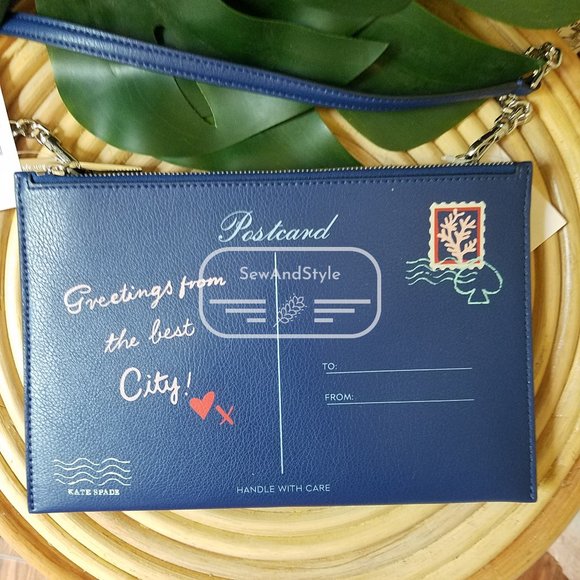 Postcard
SewAndStyle
Greetings from
the best
City!
TO:
FROM:
KATE SPADE
HANDLE WITH CARE